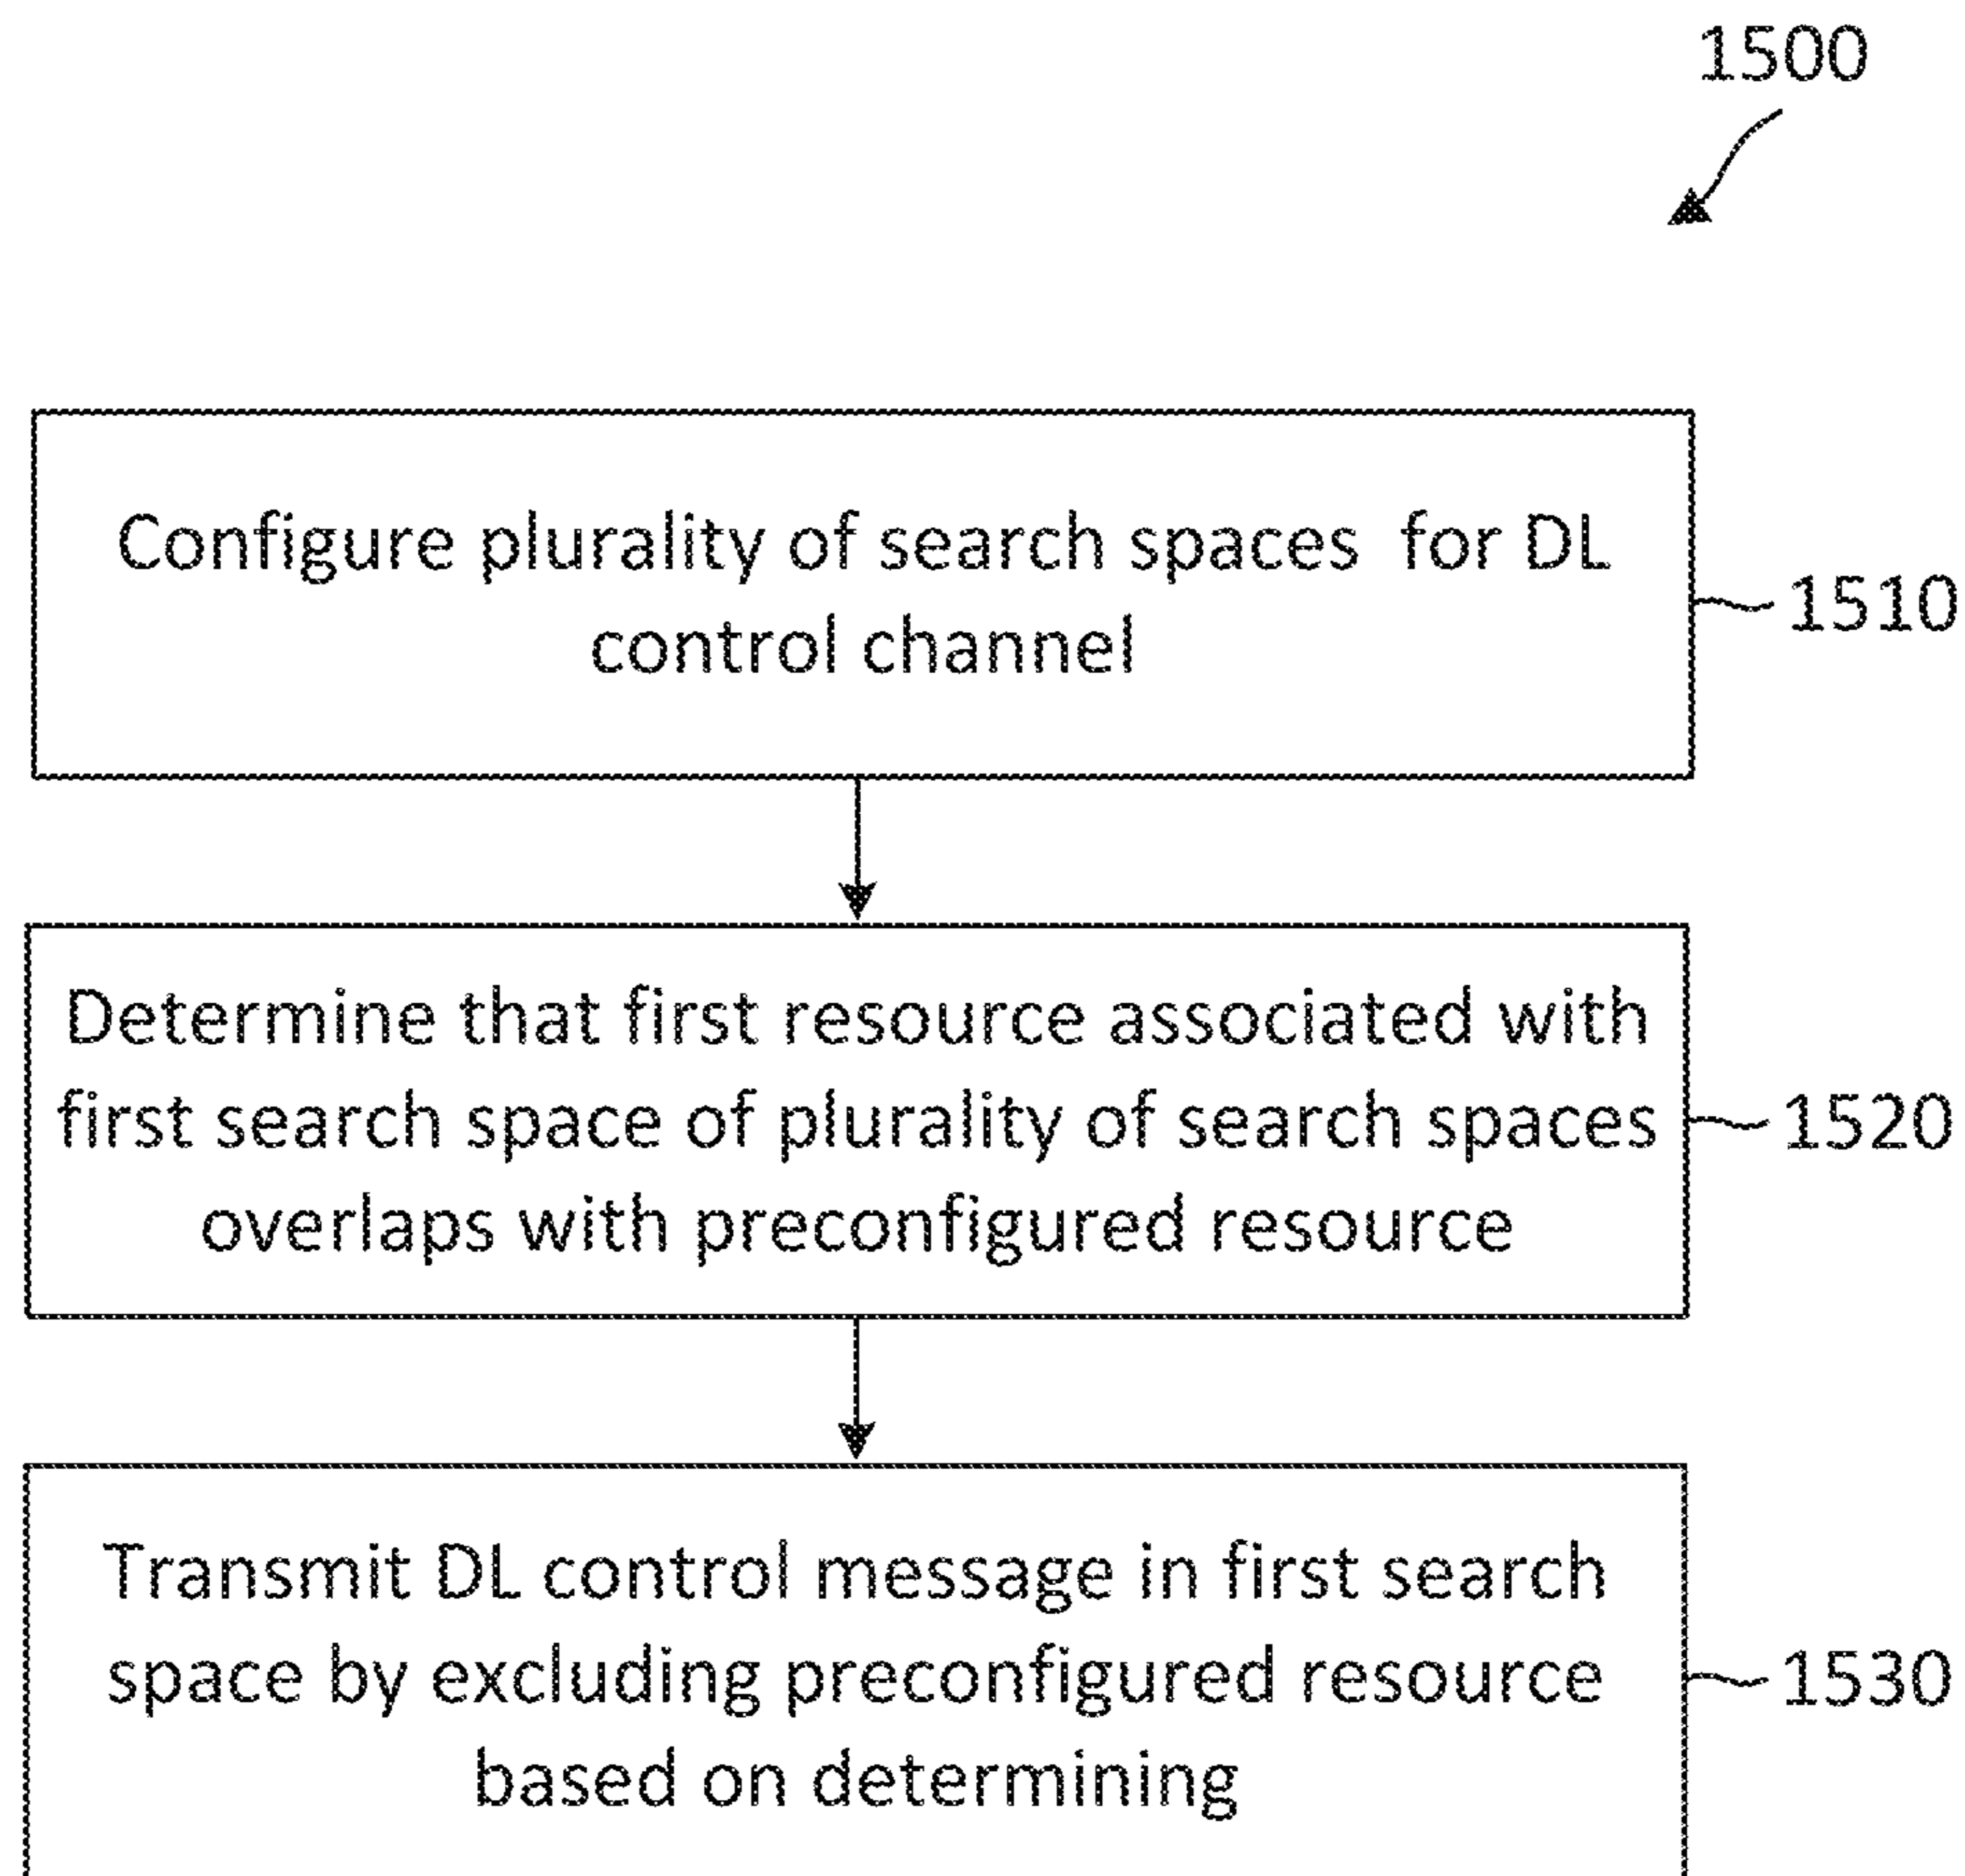 1500
Configure plurality of search spaces for DL
control channel
1510
Determine that first resource associated with
first search space of plurality of search spaces
overlaps with preconfigured resource
1520
Transmit DL control message in first search
space by excluding preconfigured resource
based on determining
1530